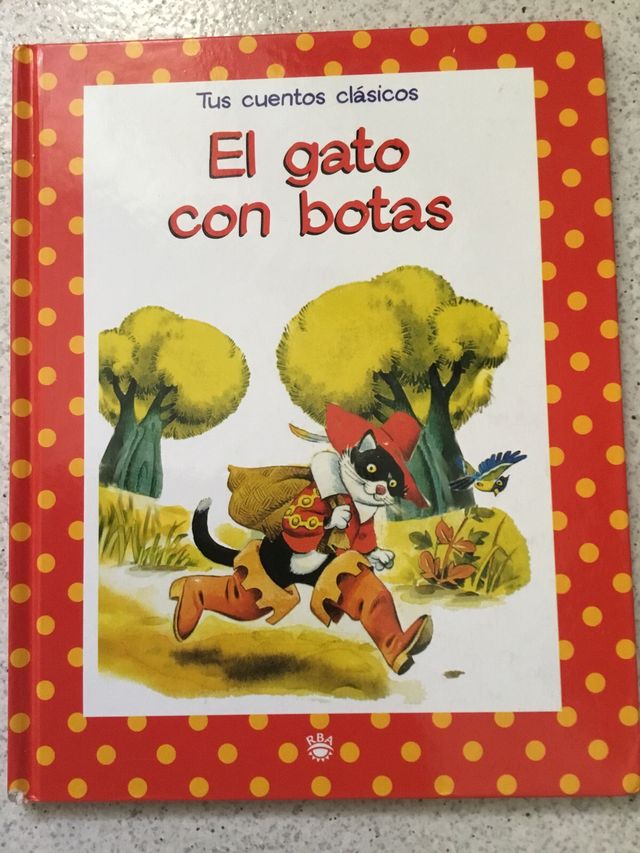 Tus cuentos clásicos
El gato
con botas
RBA